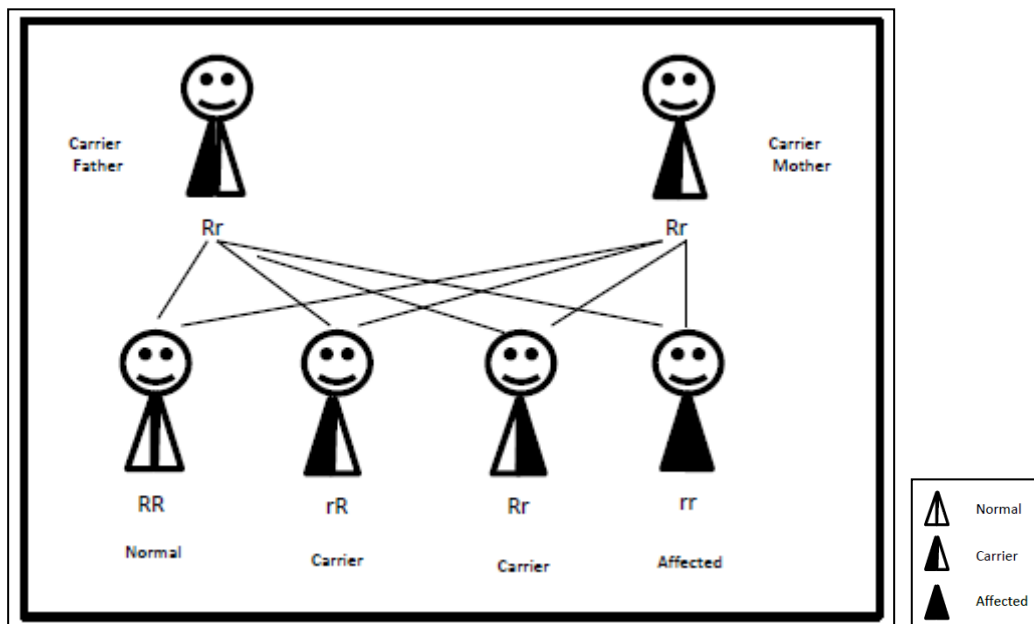 Carrier
Father
Carrier
Mother
Rr
Rr
RR
rR
Rr
rr
Normal
Carrier
Carrier
Affected
Normal
Carrier
Affected